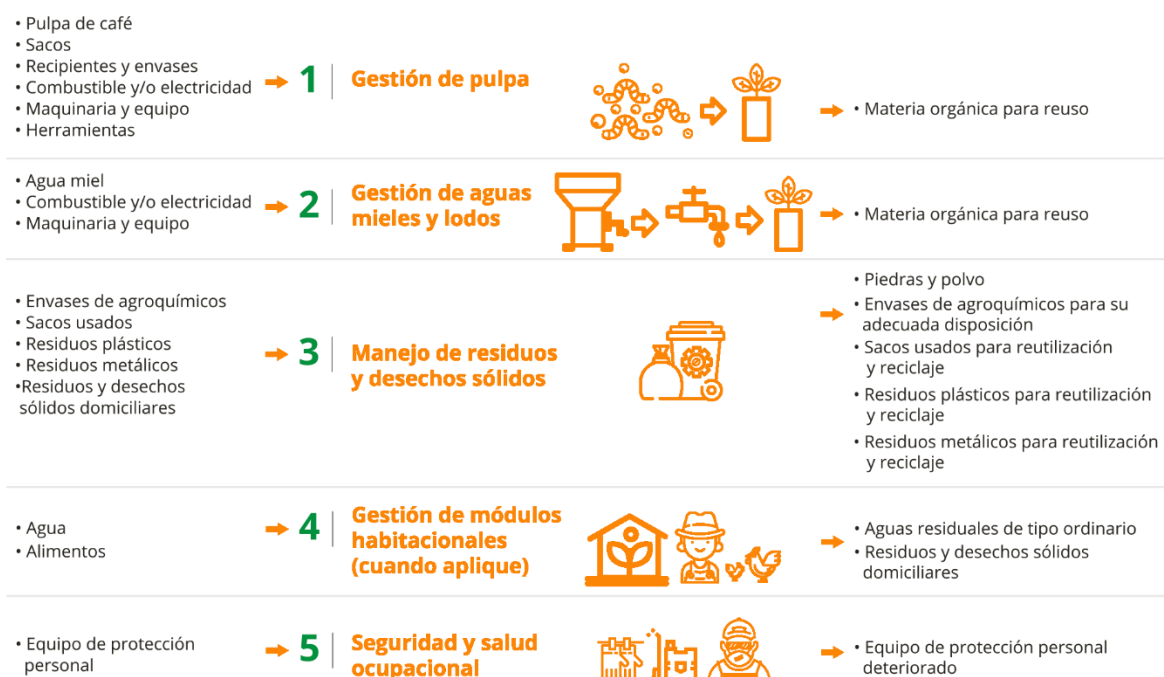 • Pulpa de café
• Sacos
• Recipientes y envases
• Combustible y/o electricidad
• Maquinaria y equipo
• Herramientas
1
Gestión de pulpa
• Materia orgánica para reuso
• Agua miel
• Combustible y/o electricidad
• Maquinaria y equipo
2
Gestión de aguas
mieles y lodos
• Materia orgánica para reuso
• Envases de agroquímicos
• Sacos usados
• Residuos plásticos
• Residuos metálicos
•Residuos y desechos
sólidos domiciliares
3
Manejo de residuos
y desechos sólidos
• Piedras y polvo
• Envases de agroquímicos para su
adecuada disposición
• Sacos usados para reutilización
y reciclaje
• Residuos plásticos para reutilización
y reciclaje
• Residuos metálicos para reutilización
y reciclaje
• Agua
• Alimentos
4
Gestión de módulos
habitacionales
(cuando aplique)
• Aguas residuales de tipo ordinario
• Residuos y desechos sólidos
domiciliares
• Equipo de protección
personal
5
Seguridad y salud
ocupacional
• Equipo de protección personal
deteriorado